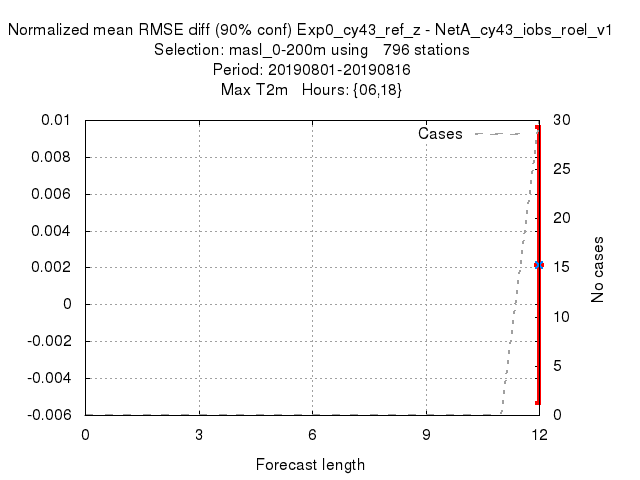 Normalized mean RMSE diff (90% conf) Exp0_cy43_ref_z - NetA_cy43_iobs_roel_v1
Selection: masl_0-200m using   796 stations
Period: 20190801-20190816
Max T2m   Hours: {06,18}
Cases
0.01
0.008
0.006
0.004
0.002
0
-0.002
-0.004
-0.006
30
25
20
15
10
5
0
No cases
0 3 6 9 12
Forecast length